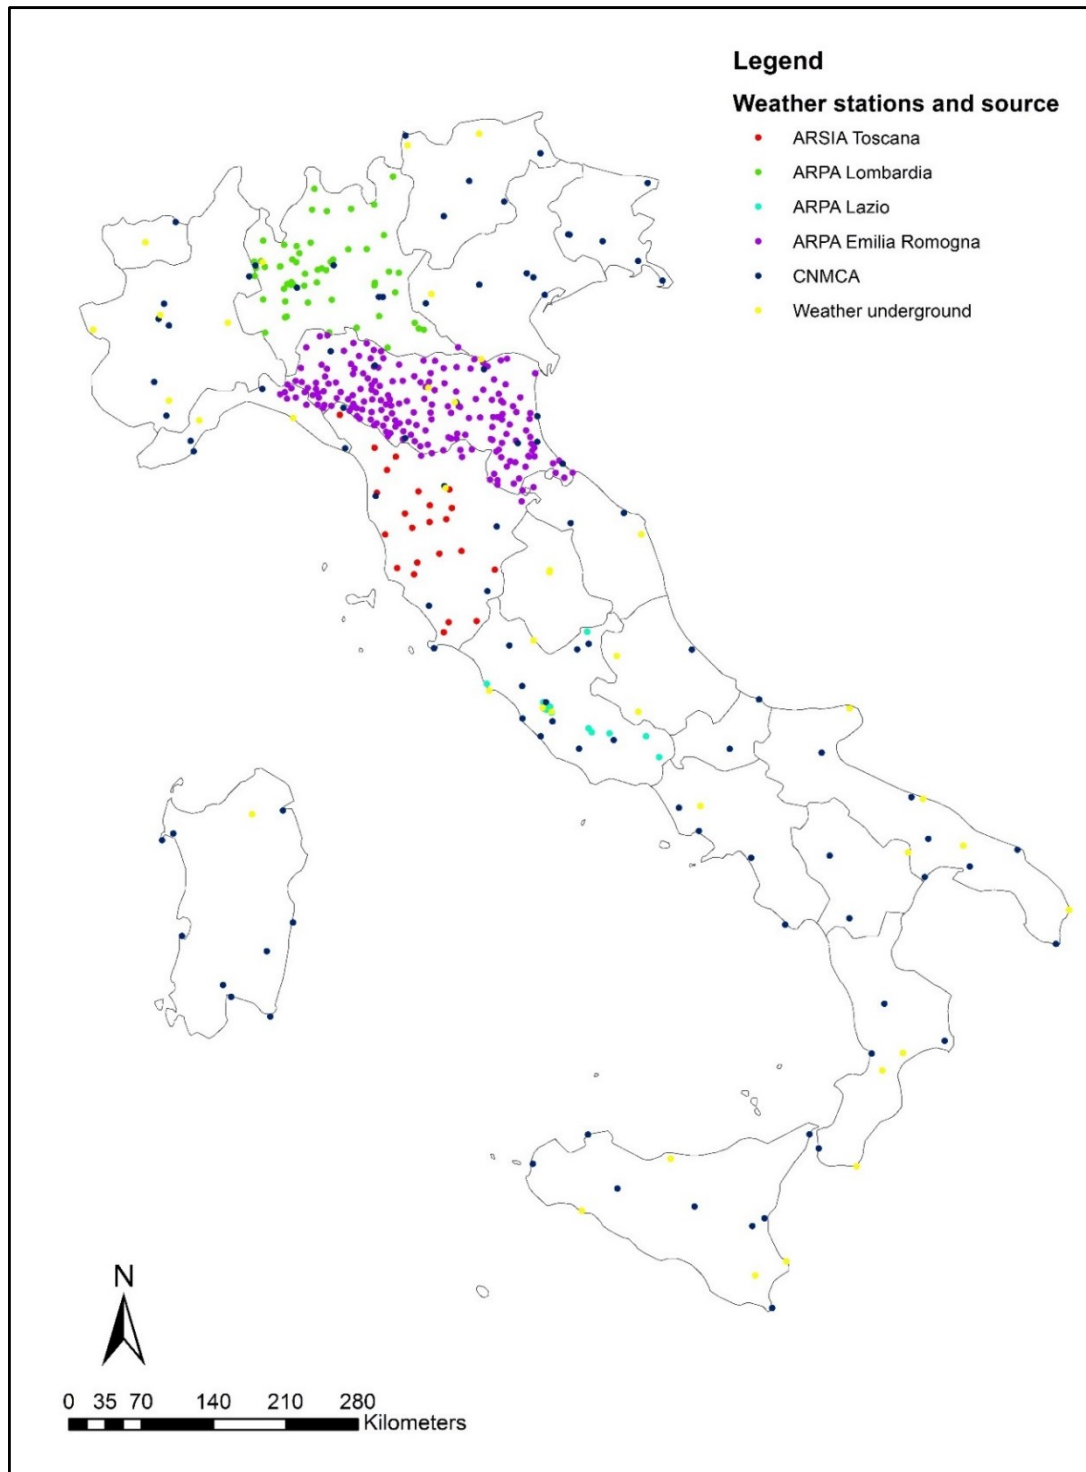 Legend
Weather stations and source
ARSIA Toscana
ARPA Lombardia
ARPA Lazio
ARPA Emilia Romogna
CNMCA
Weather underground
N
0 35 70 140 210 280
Kilometers